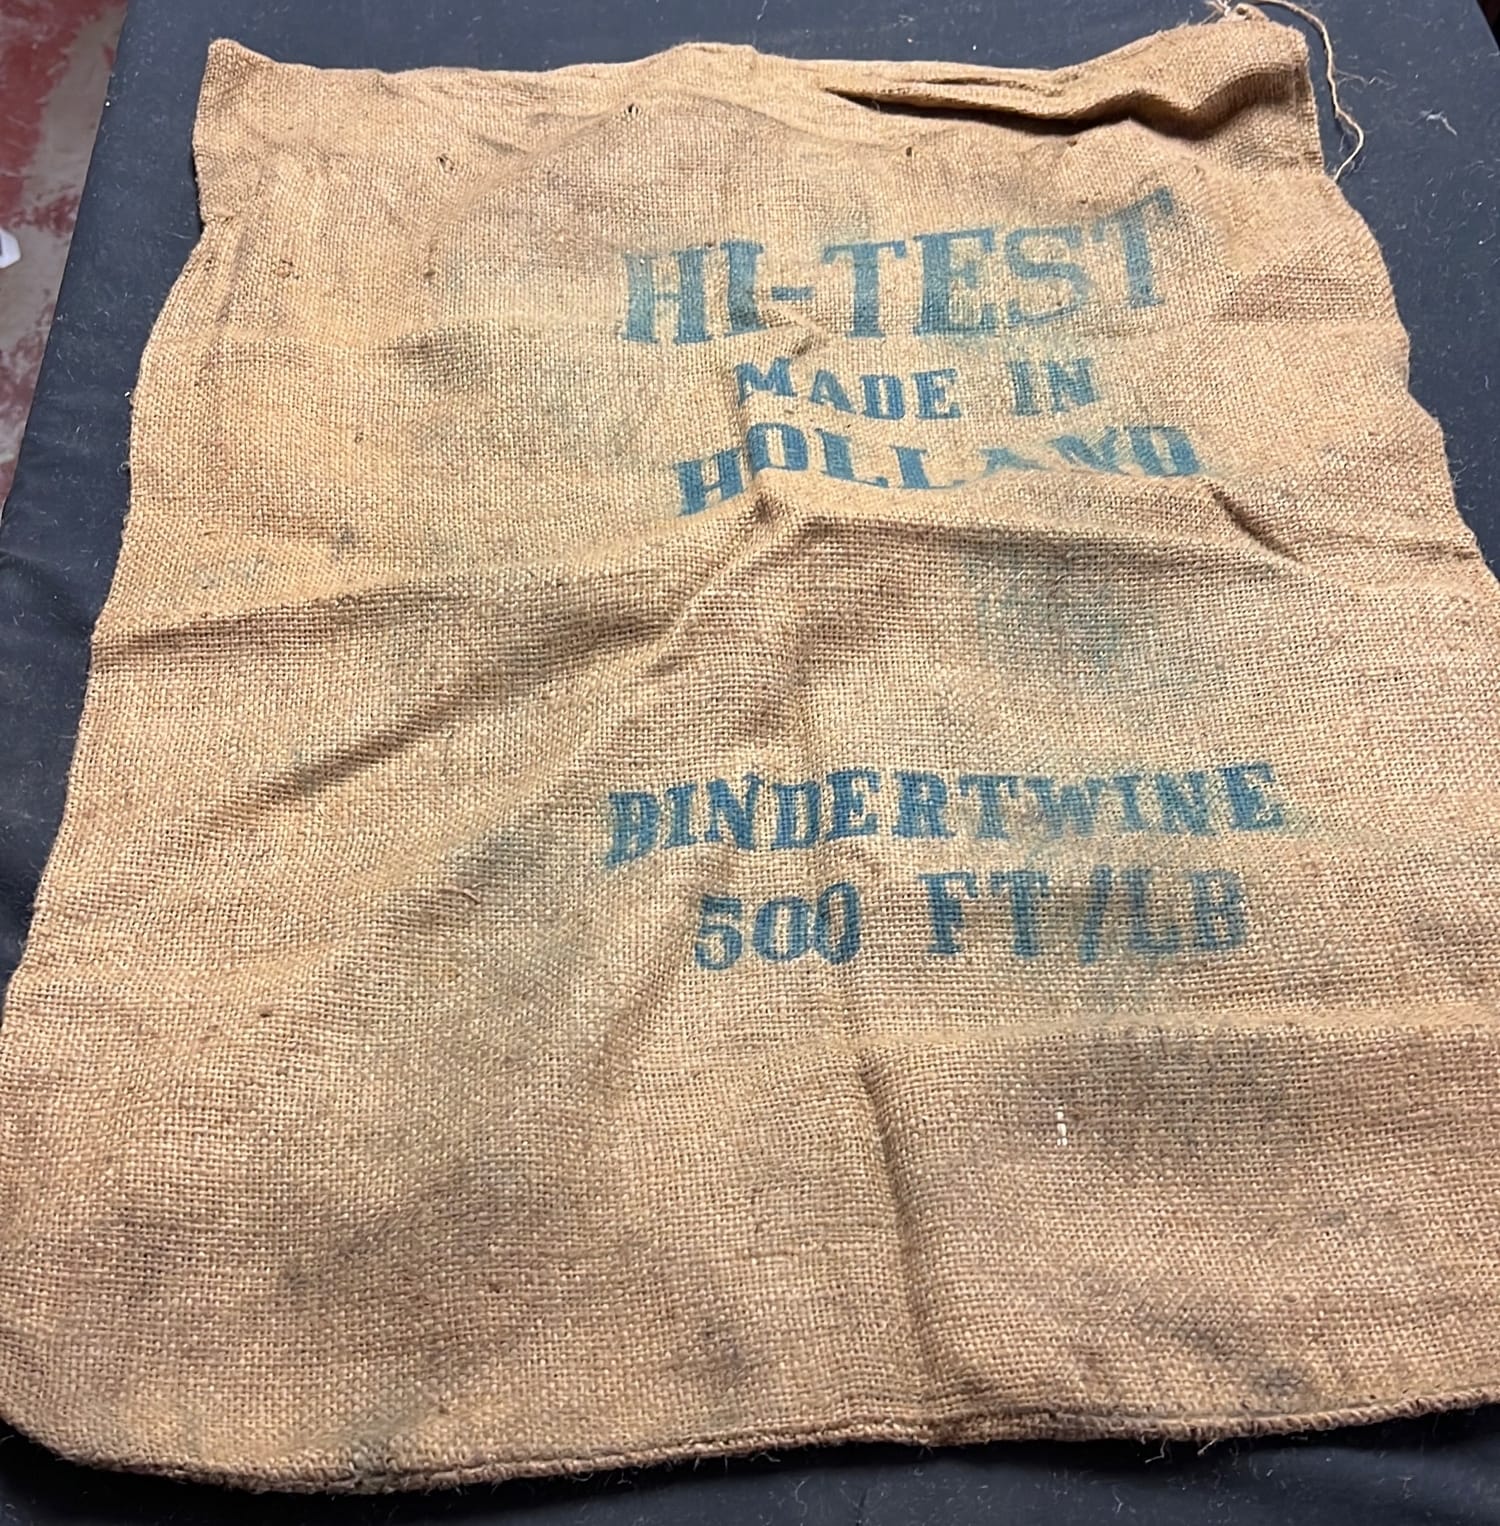 HI-TEST
MADE IN
HOLLAND
BINDERTWINE
500 FT/LB